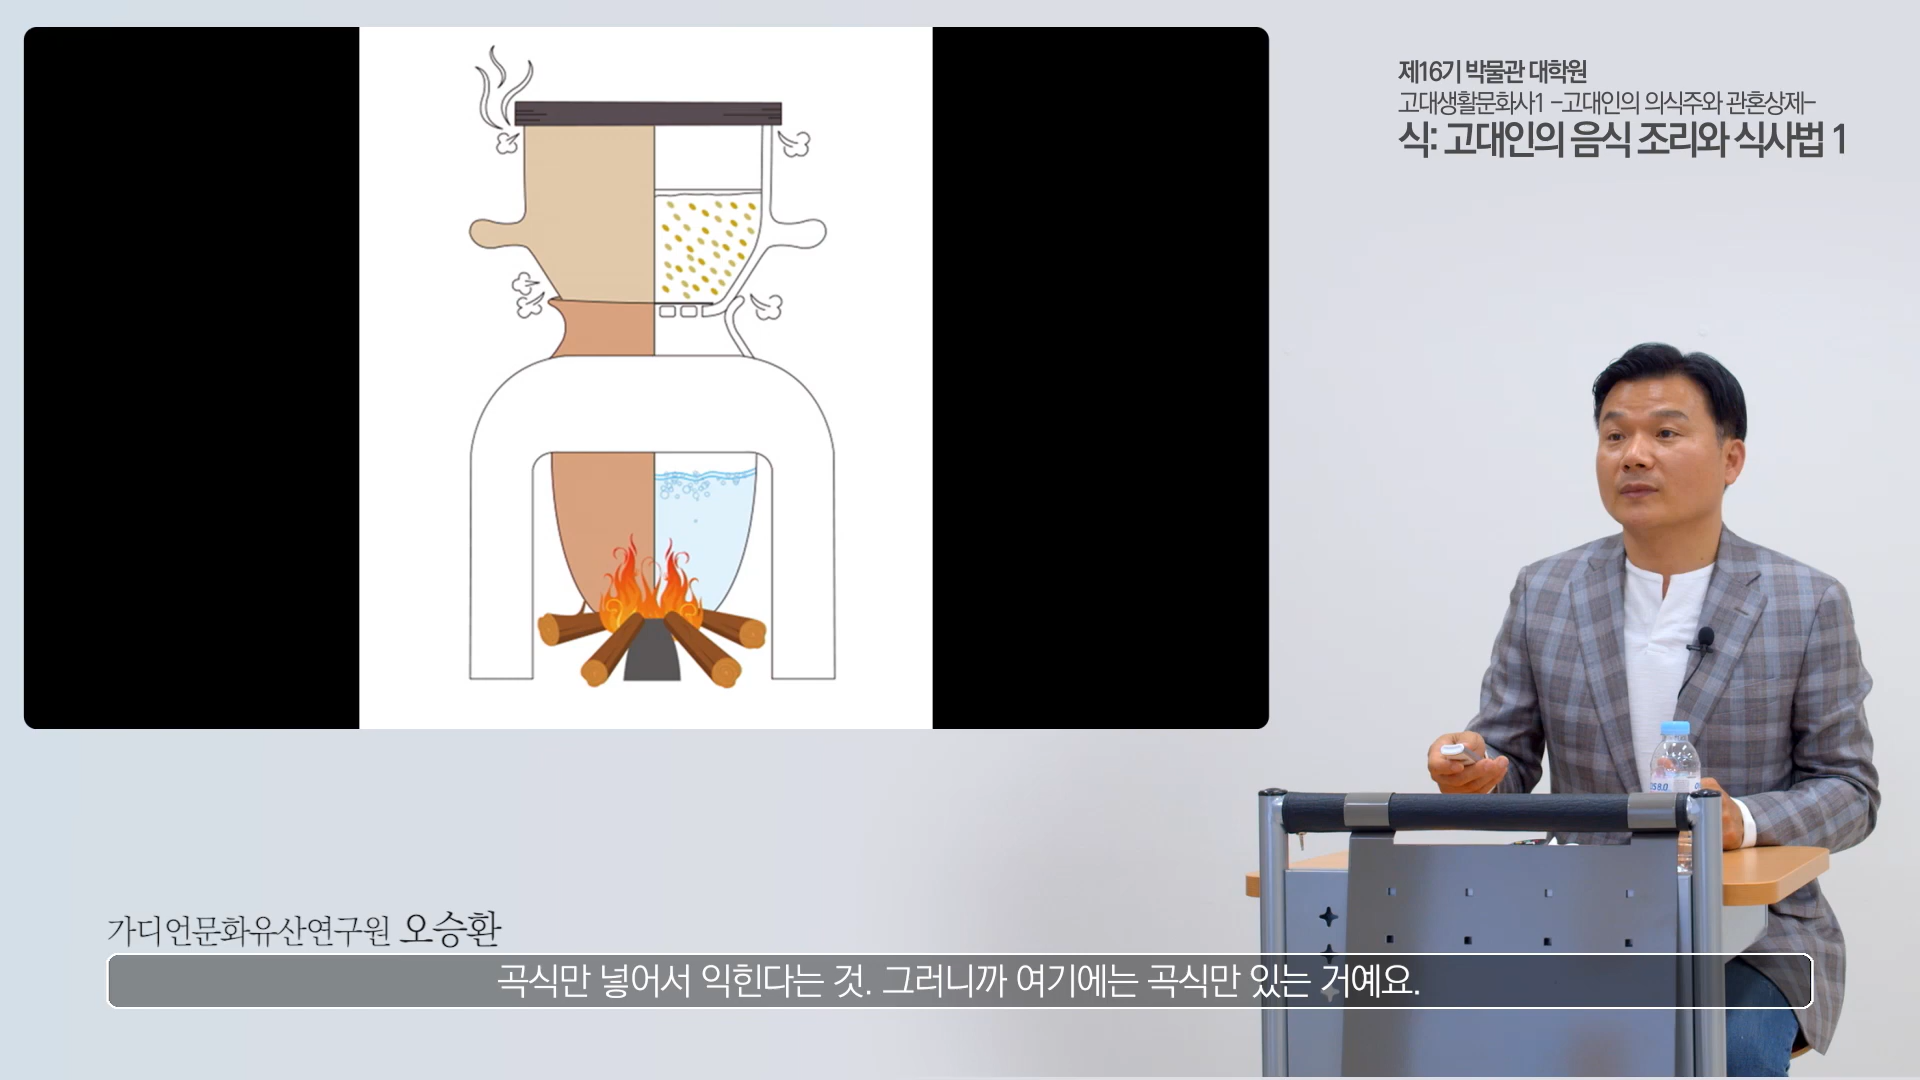 제16기 박물관 대학원
고대생활문화사1 -고대인의 의식주와 관혼상제-
식: 고대인의 음식 조리와 식사법 1
가디언문화유산연구원 오승환
곡식만 넣어서 익힌다는 것. 그러니까 여기에는 곡식만 있는 거예요.